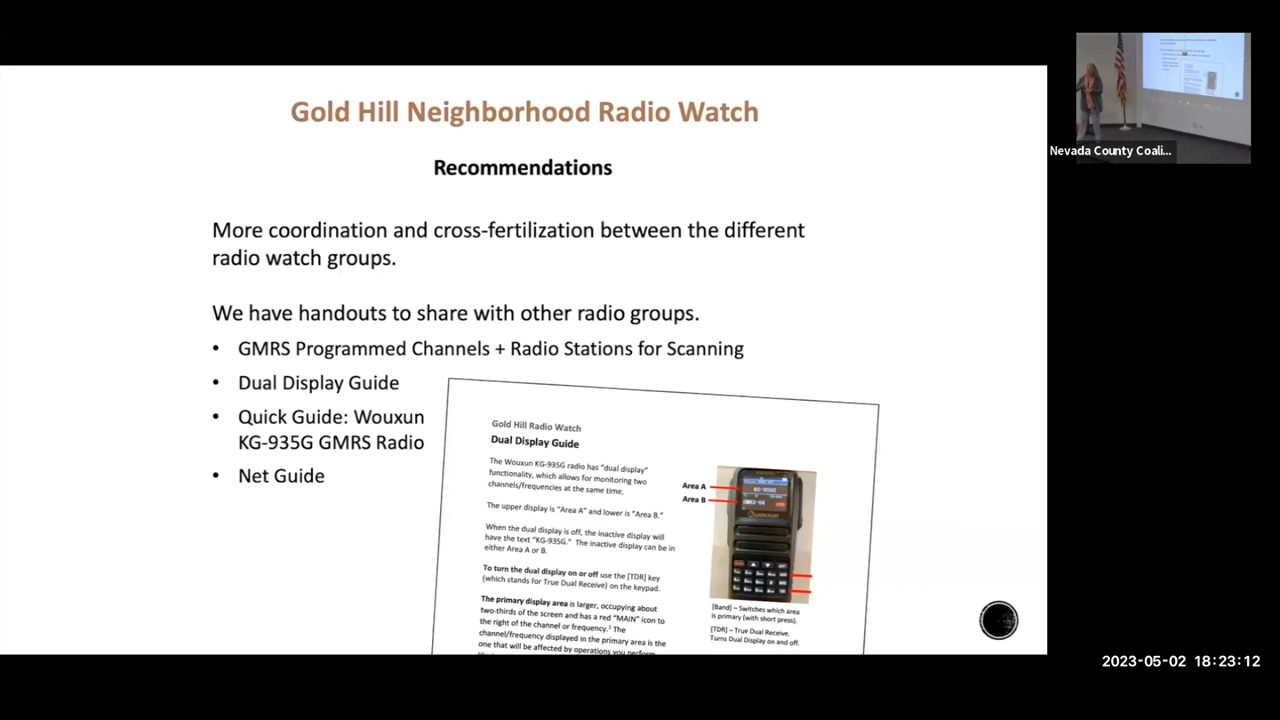 Gold Hill Neighborhood Radio Watch
Recommendations
More coordination and cross-fertilization between the different
radio watch groups.
We have handouts to share with other radio groups.
• GMRS Programmed Channels + Radio Stations for Scanning
• Dual Display Guide
• Quick Guide: Wouxun
KG-935G GMRS Radio
• Net Guide
Gold Hill Radio Watch
Dual Display Guide
The Wouxun KG-935G radio has "dual display"
functionality, which allows for monitoring two
channels/frequencies at the same time.
The upper display is "Area A" and lower is "Area B."
When the dual display is off, the inactive display will
have the text "KG-935G." The inactive display can be in
either Area A or B.
To turn the dual display on or off use the [TDR] key
(which stands for True Dual Receive) on the keypad.
The primary display area is larger, occupying about
two-thirds of the screen and has a red "MAIN" icon to
the right of the channel or frequency.¹ The
channel/frequency displayed in the primary area is the
one that will be affected by operations you perform
Area A
Area B
[Band] – Switches which area
is primary (with short press).
[TDR] – True Dual Receive.
Turns Dual Display on and off.
Nevada County Coali...
2023-05-02 18:23:12